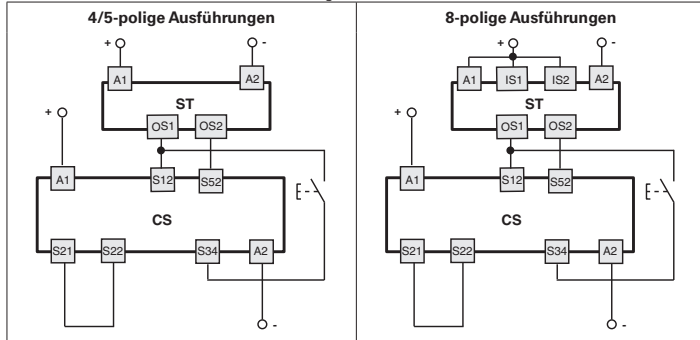 4/5-polige Ausführungen
+ -
A1 A2
ST
OS1 OS2
+
A1 S12 S52
CS
S21 S22 S34 A2
-
8-polige Ausführungen
+ -
A1 IS1 IS2 A2
ST
OS1 OS2
+
A1 S12 S52
CS
S21 S22 S34 A2
-